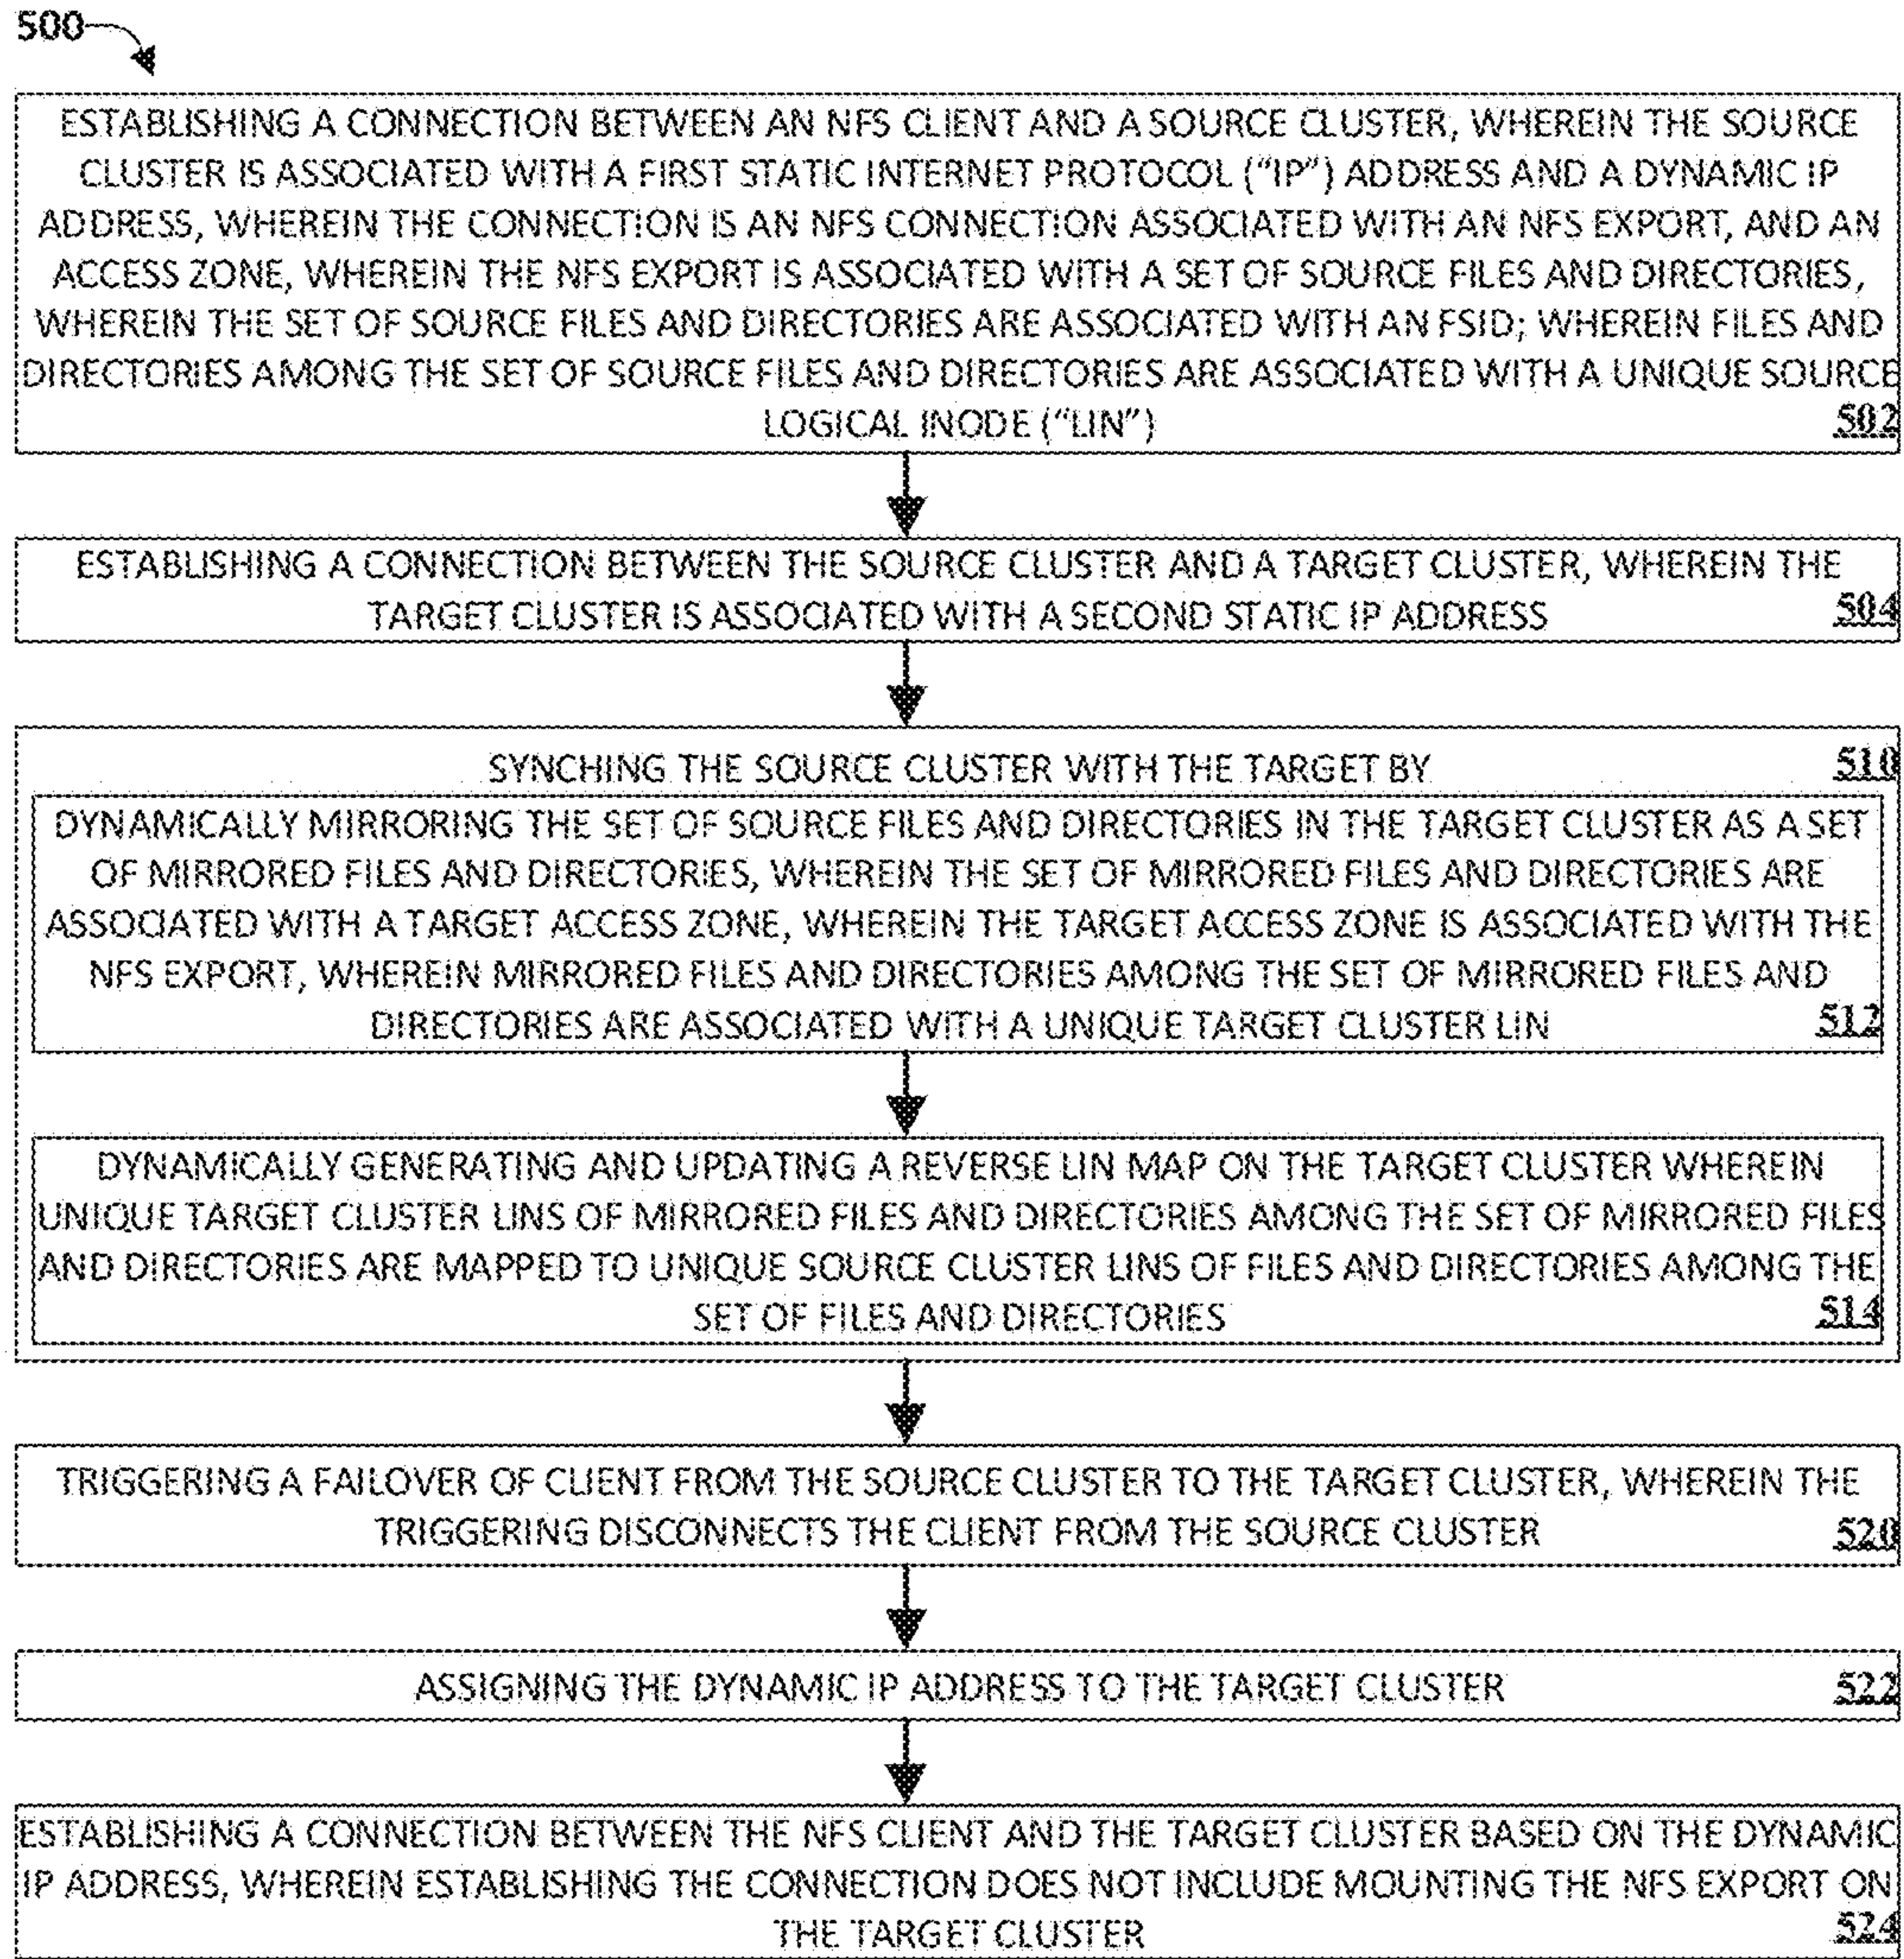 500
ESTABLISHING A CONNECTION BETWEEN AN NFS CLIENT AND A SOURCE CLUSTER, WHEREIN THE SOURCE
CLUSTER IS ASSOCIATED WITH A FIRST STATIC INTERNET PROTOCOL ("IP") ADDRESS AND A DYNAMIC IP
ADDRESS, WHEREIN THE CONNECTION IS AN NFS CONNECTION ASSOCIATED WITH AN NFS EXPORT, AND AN
ACCESS ZONE, WHEREIN THE NFS EXPORT IS ASSOCIATED WITH A SET OF SOURCE FILES AND DIRECTORIES,
WHEREIN THE SET OF SOURCE FILES AND DIRECTORIES ARE ASSOCIATED WITH AN FSID; WHEREIN FILES AND
DIRECTORIES AMONG THE SET OF SOURCE FILES AND DIRECTORIES ARE ASSOCIATED WITH A UNIQUE SOURCE
LOGICAL INODE ("LIN") 502
ESTABLISHING A CONNECTION BETWEEN THE SOURCE CLUSTER AND A TARGET CLUSTER, WHEREIN THE
TARGET CLUSTER IS ASSOCIATED WITH A SECOND STATIC IP ADDRESS 504
SYNCHING THE SOURCE CLUSTER WITH THE TARGET BY 510
DYNAMICALLY MIRRORING THE SET OF SOURCE FILES AND DIRECTORIES IN THE TARGET CLUSTER AS A SET
OF MIRRORED FILES AND DIRECTORIES, WHEREIN THE SET OF MIRRORED FILES AND DIRECTORIES ARE
ASSOCIATED WITH A TARGET ACCESS ZONE, WHEREIN THE TARGET ACCESS ZONE IS ASSOCIATED WITH THE
NFS EXPORT, WHEREIN MIRRORED FILES AND DIRECTORIES AMONG THE SET OF MIRRORED FILES AND
DIRECTORIES ARE ASSOCIATED WITH A UNIQUE TARGET CLUSTER LIN 512
DYNAMICALLY GENERATING AND UPDATING A REVERSE LIN MAP ON THE TARGET CLUSTER WHEREIN
UNIQUE TARGET CLUSTER LINS OF MIRRORED FILES AND DIRECTORIES AMONG THE SET OF MIRRORED FILES
AND DIRECTORIES ARE MAPPED TO UNIQUE SOURCE CLUSTER LINS OF FILES AND DIRECTORIES AMONG THE
SET OF FILES AND DIRECTORIES 514
TRIGGERING A FAILOVER OF CLIENT FROM THE SOURCE CLUSTER TO THE TARGET CLUSTER, WHEREIN THE
TRIGGERING DISCONNECTS THE CLIENT FROM THE SOURCE CLUSTER 520
ASSIGNING THE DYNAMIC IP ADDRESS TO THE TARGET CLUSTER 522
ESTABLISHING A CONNECTION BETWEEN THE NFS CLIENT AND THE TARGET CLUSTER BASED ON THE DYNAMIC
IP ADDRESS, WHEREIN ESTABLISHING THE CONNECTION DOES NOT INCLUDE MOUNTING THE NFS EXPORT ON
THE TARGET CLUSTER 524